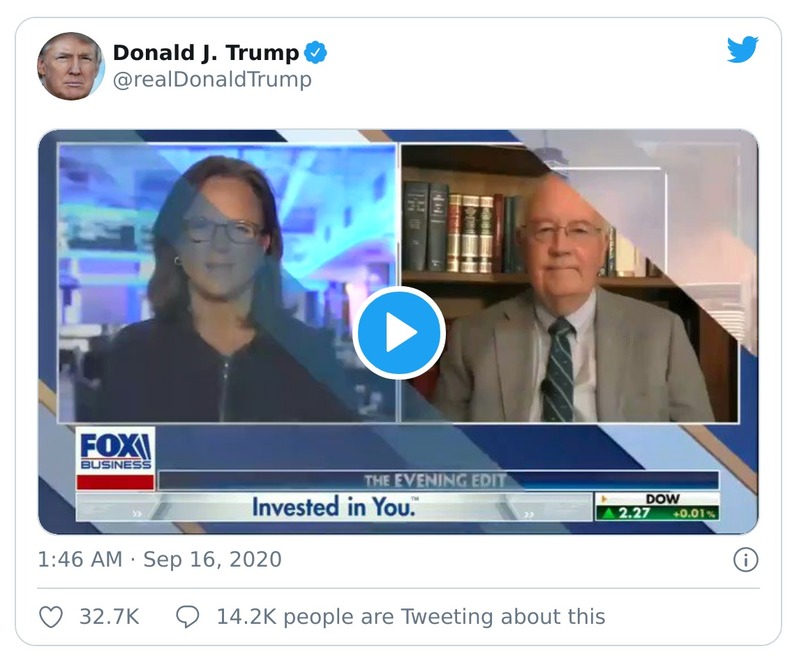 Donald J. Trump
@realDonaldTrump
FOX
BUSINESS
THE EVENING EDIT
Invested in You.™
DOW
2.27 +0.01%
1:46 AM · Sep 16, 2020
32.7K 14.2K people are Tweeting about this